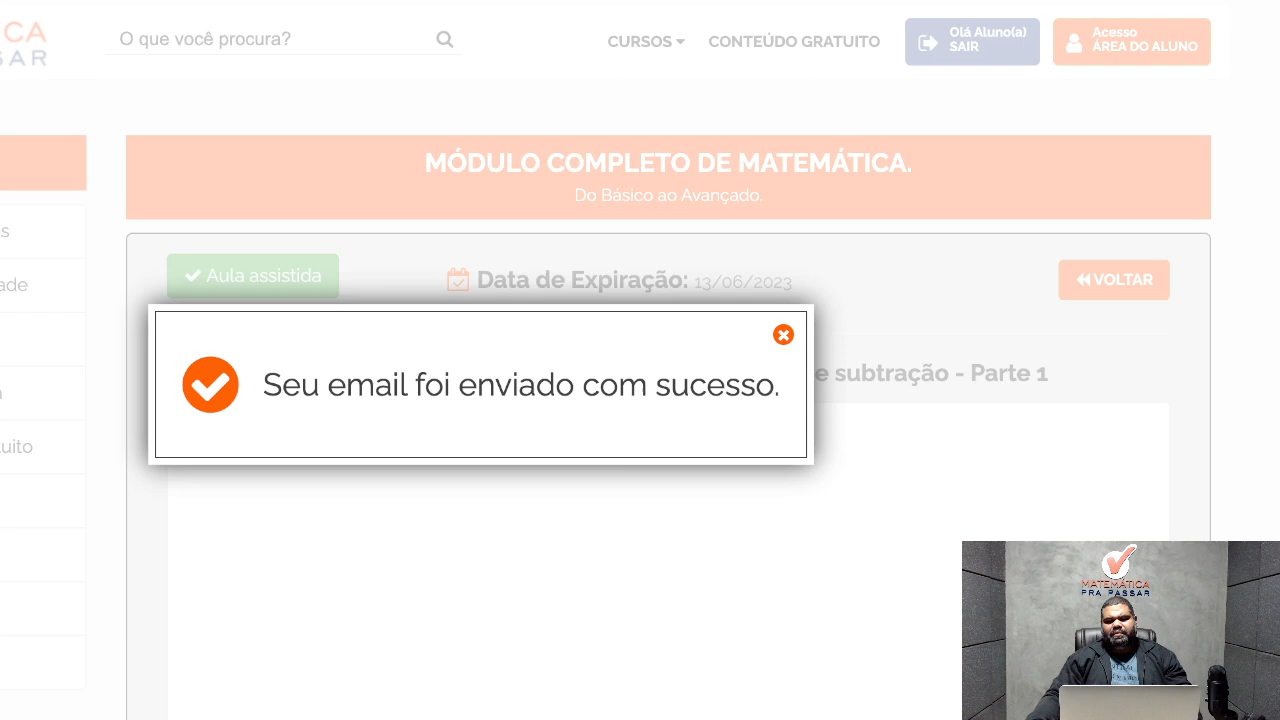 CA
SAR
O que você procura?
CURSOS
CONTEÚDO GRATUITO
Olá Aluno(a)
SAIR
Acesso
ÁREA DO ALUNO
MÓDULO COMPLETO DE MATEMÁTICA.
Do Básico ao Avançado.
s
ade
a
uito
Aula assistida
Data de Expiração: 13/06/2023
VOLTAR
e subtração - Parte 1
Seu email foi enviado com sucesso.
MATEMÁTICA
PRA PASSAR